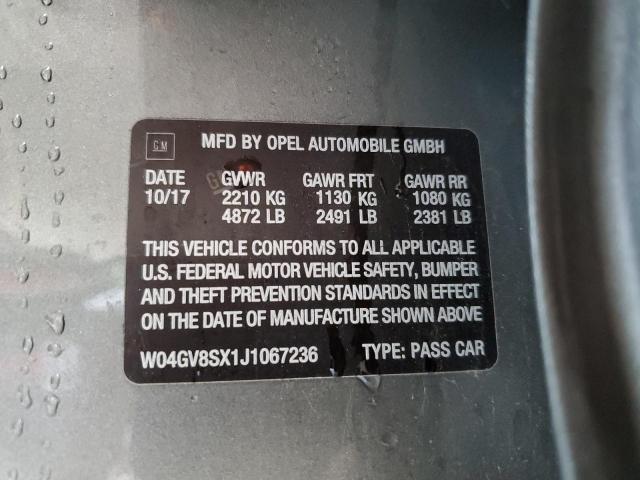 GM MFD BY OPEL AUTOMOBILE GMBH
DATE GVWR GAWR FRT GAWR RR
10/17 2210 KG 1130 KG 1080 KG
4872 LB 2491 LB 2381 LB
THIS VEHICLE CONFORMS TO ALL APPLICABLE
U.S. FEDERAL MOTOR VEHICLE SAFETY, BUMPER
AND THEFT PREVENTION STANDARDS IN EFFECT
ON THE DATE OF MANUFACTURE SHOWN ABOVE
W04GV8SX1J1067236 TYPE: PASS CAR